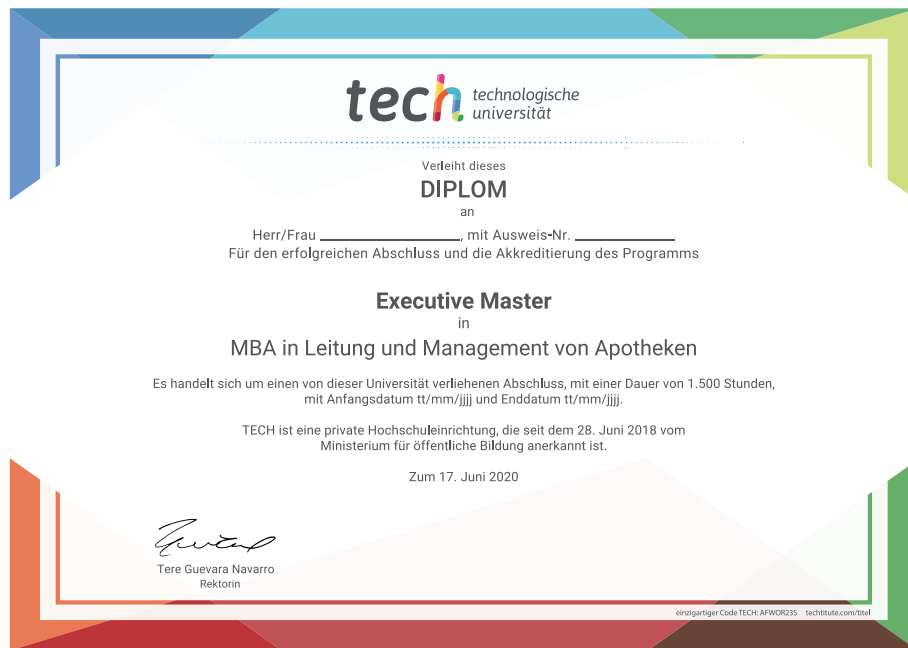 tech technologische
universität
Verleiht dieses
DIPLOM
an
Herr/Frau ____________________, mit Ausweis-Nr. ______________
Für den erfolgreichen Abschluss und die Akkreditierung des Programms
Executive Master
in
MBA in Leitung und Management von Apotheken
Es handelt sich um einen von dieser Universität verliehenen Abschluss, mit einer Dauer von 1.500 Stunden,
mit Anfangsdatum tt/mm/jjjj und Enddatum tt/mm/jjjj.
TECH ist eine private Hochschuleinrichtung, die seit dem 28. Juni 2018 vom
Ministerium für öffentliche Bildung anerkannt ist.
Zum 17. Juni 2020
Tere Guevara Navarro
Rektorin
einzigartiger Code TECH: AFWOR23S techtitute.com/titel